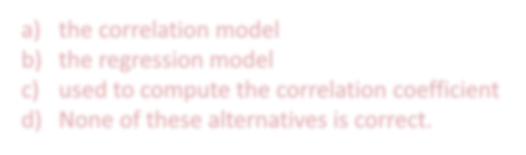 a) the correlation model
b) the regression model
c) used to compute the correlation coefficient
d) None of these alternatives is correct.